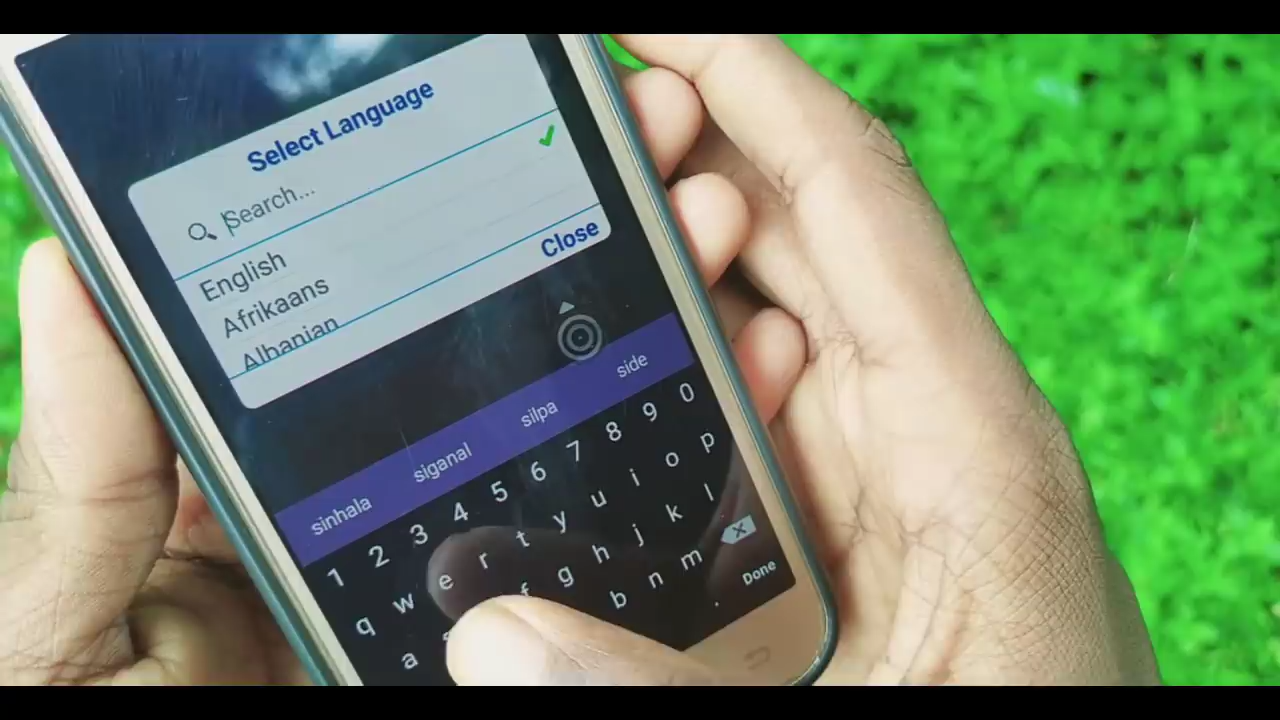 Select Language
Search...
English
Afrikaans
Albanian
Close
sinhala siganal silpa side
1 2 3 4 5 6 7 8 9 0
q w e r t y u i o p
a f g h j k l
b n m .
Done